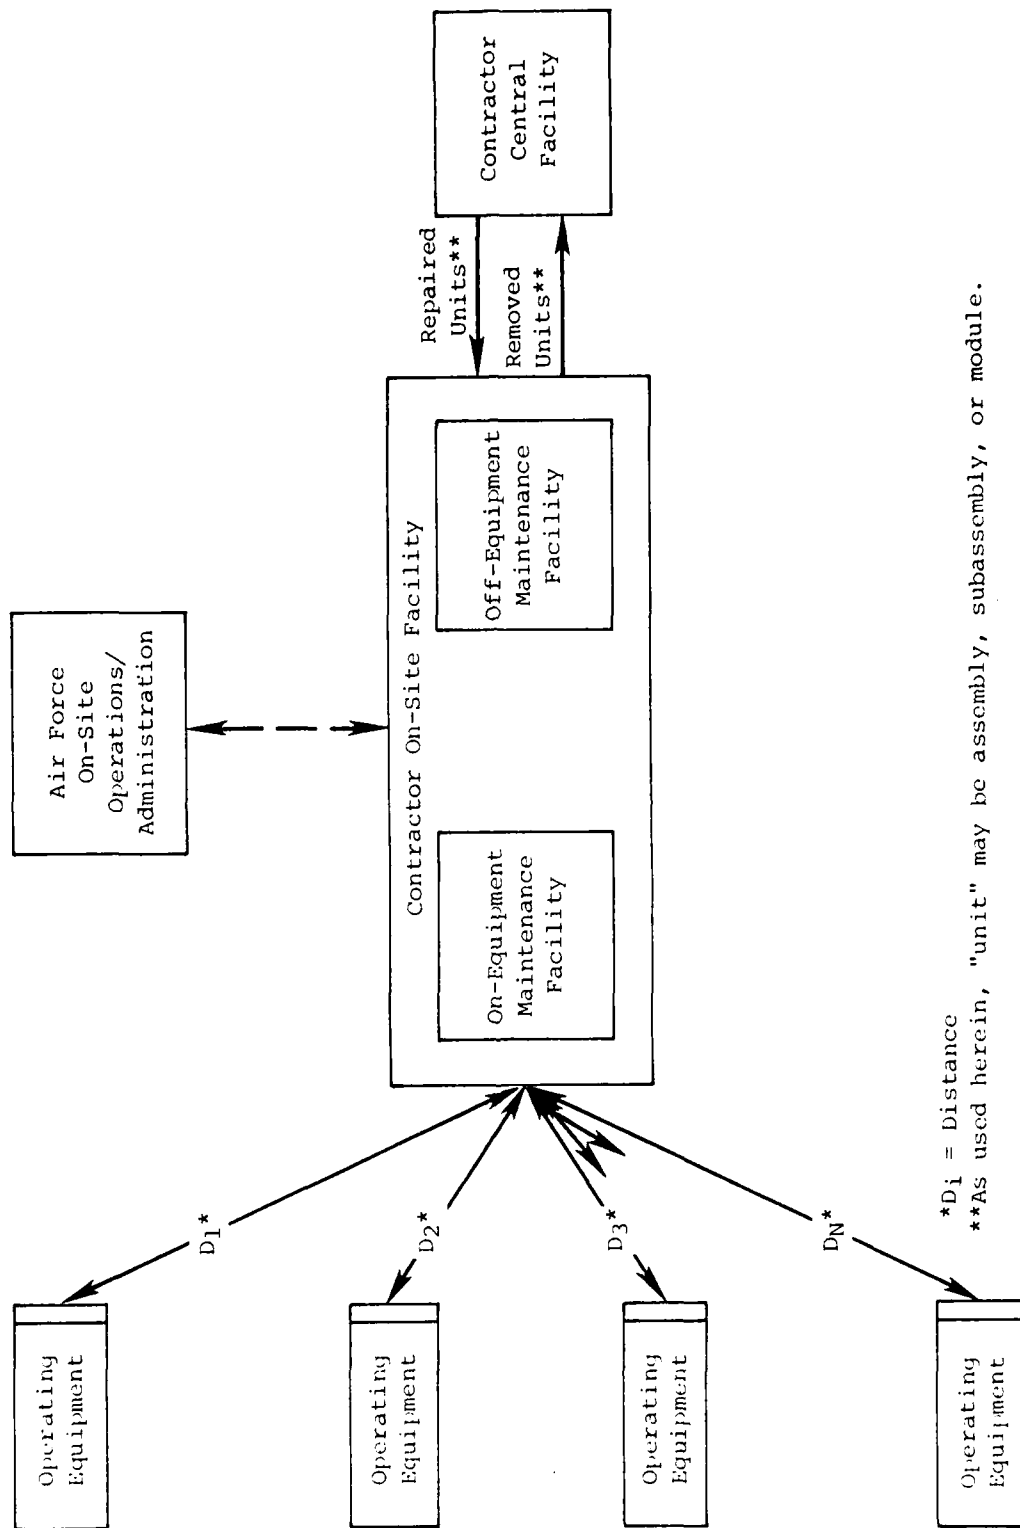 Air Force
On-Site
Operations/
Administration
Operating
Equipment
D1*
Operating
Equipment
D2*
Operating
Equipment
D3*
Operating
Equipment
DN*
Contractor On-Site Facility
On-Equipment
Maintenance
Facility
Off-Equipment
Maintenance
Facility
Repaired
Units**
Removed
Units**
Contractor
Central
Facility
*Di = Distance
**As used herein, "unit" may be assembly, subassembly, or module.